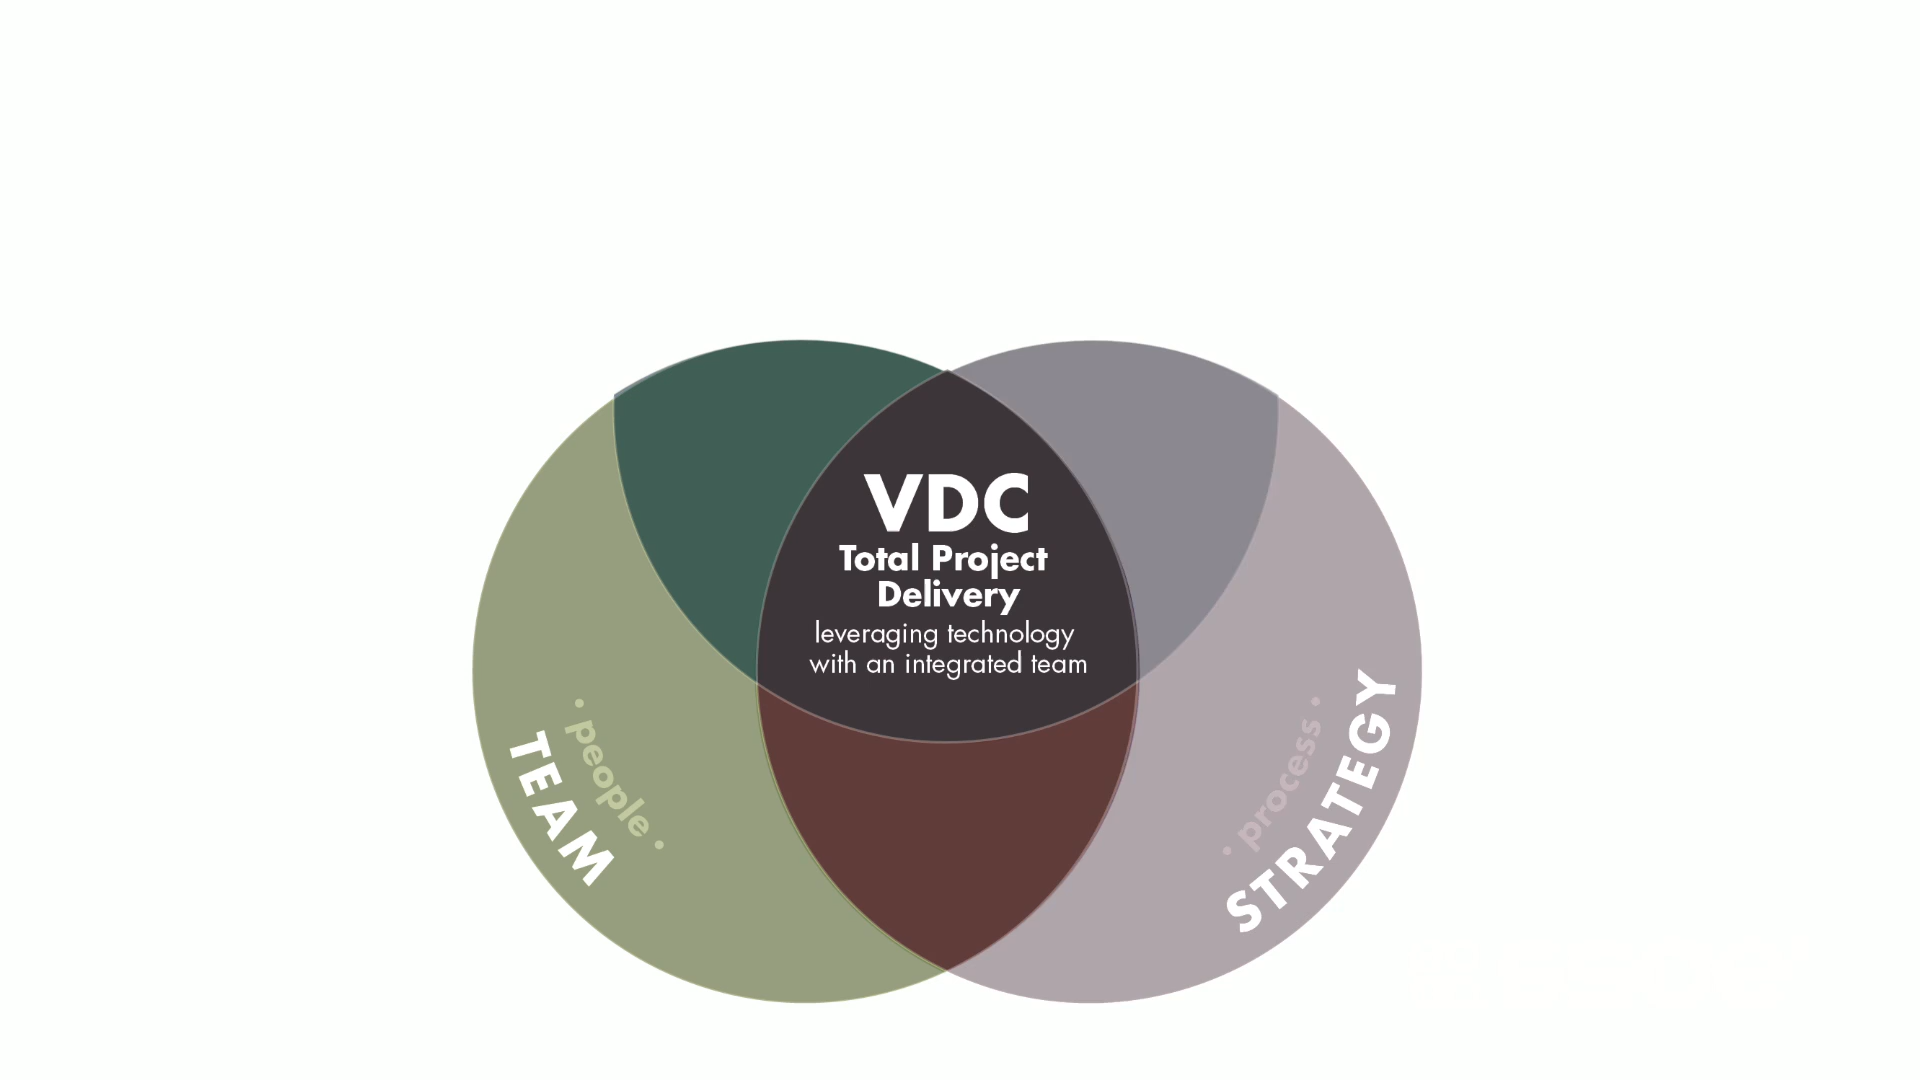 VDC
Total Project
Delivery
leveraging technology
with an integrated team
• people •
TEAM
• process •
STRATEGY